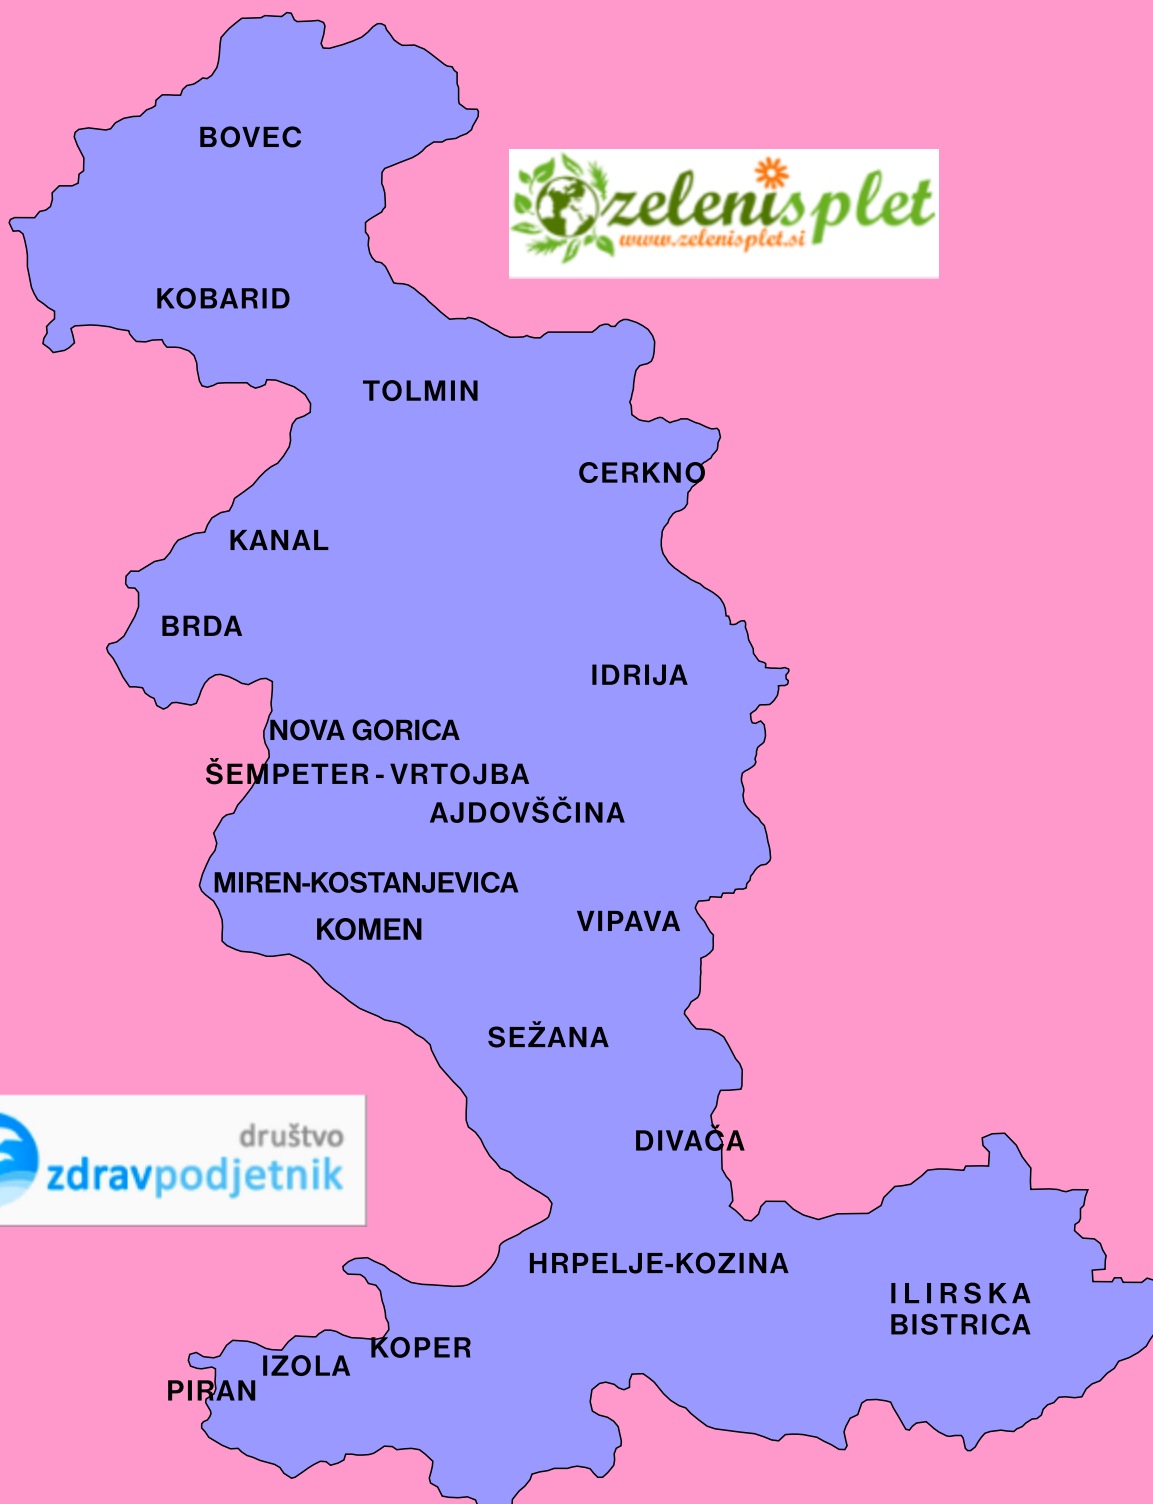 BOVEC
zelenisplet
www.zelenisplet.si
KOBARID
TOLMIN
CERKNO
KANAL
BRDA
IDRIJA
NOVA GORICA
ŠEMPETER - VRTOJBA
AJDOVŠČINA
MIREN-KOSTANJEVICA
VIPAVA
KOMEN
SEŽANA
društvo
zdravpodjetnik
DIVAČA
HRPELJE-KOZINA
ILIRSKA
BISTRICA
KOPER
IZOLA
PIRAN